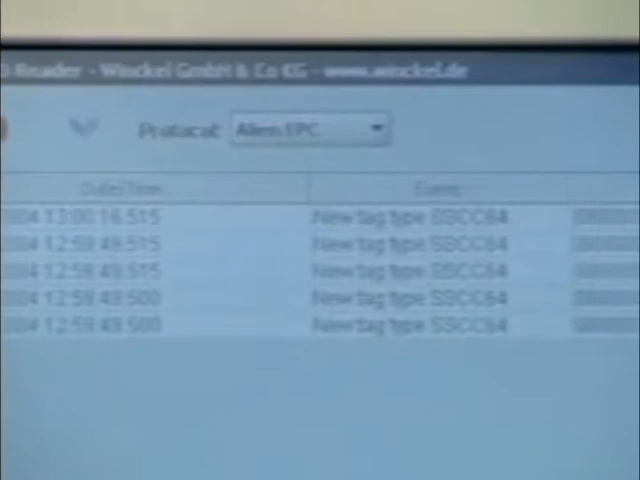 Reader - Winckel GmbH & Co KG - www.winckel.de
Protocol: Alien EPC
Date/Time Event
13:00:16.515 New tag type SSCC64
12:59:49.515 New tag type SSCC64
12:59:49.515 New tag type SSCC64
12:59:49.500 New tag type SSCC64
12:59:49.500 New tag type SSCC64